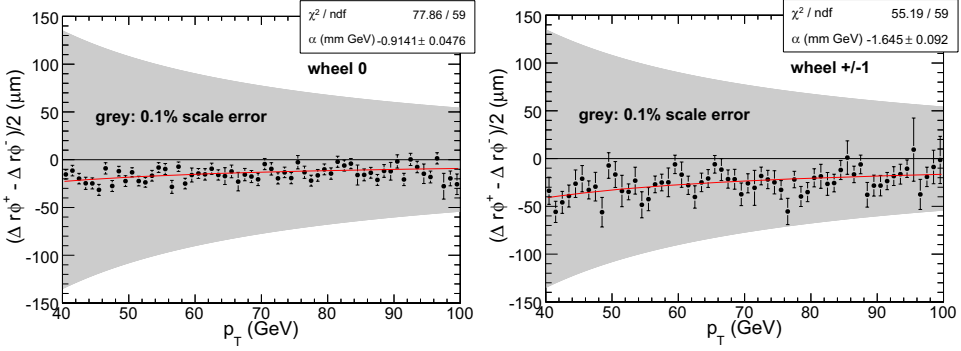 χ² / ndf 77.86 / 59
α (mm GeV) -0.9141 ± 0.0476
wheel 0
grey: 0.1% scale error
(Δ rφ⁺ - Δ rφ⁻)/2 (μm)
150
100
50
0
-50
-100
-150
40 50 60 70 80 90 100
p_T (GeV)
χ² / ndf 55.19 / 59
α (mm GeV) -1.645 ± 0.092
wheel +/-1
grey: 0.1% scale error
(Δ rφ⁺ - Δ rφ⁻)/2 (μm)
150
100
50
0
-50
-100
-150
40 50 60 70 80 90 100
p_T (GeV)